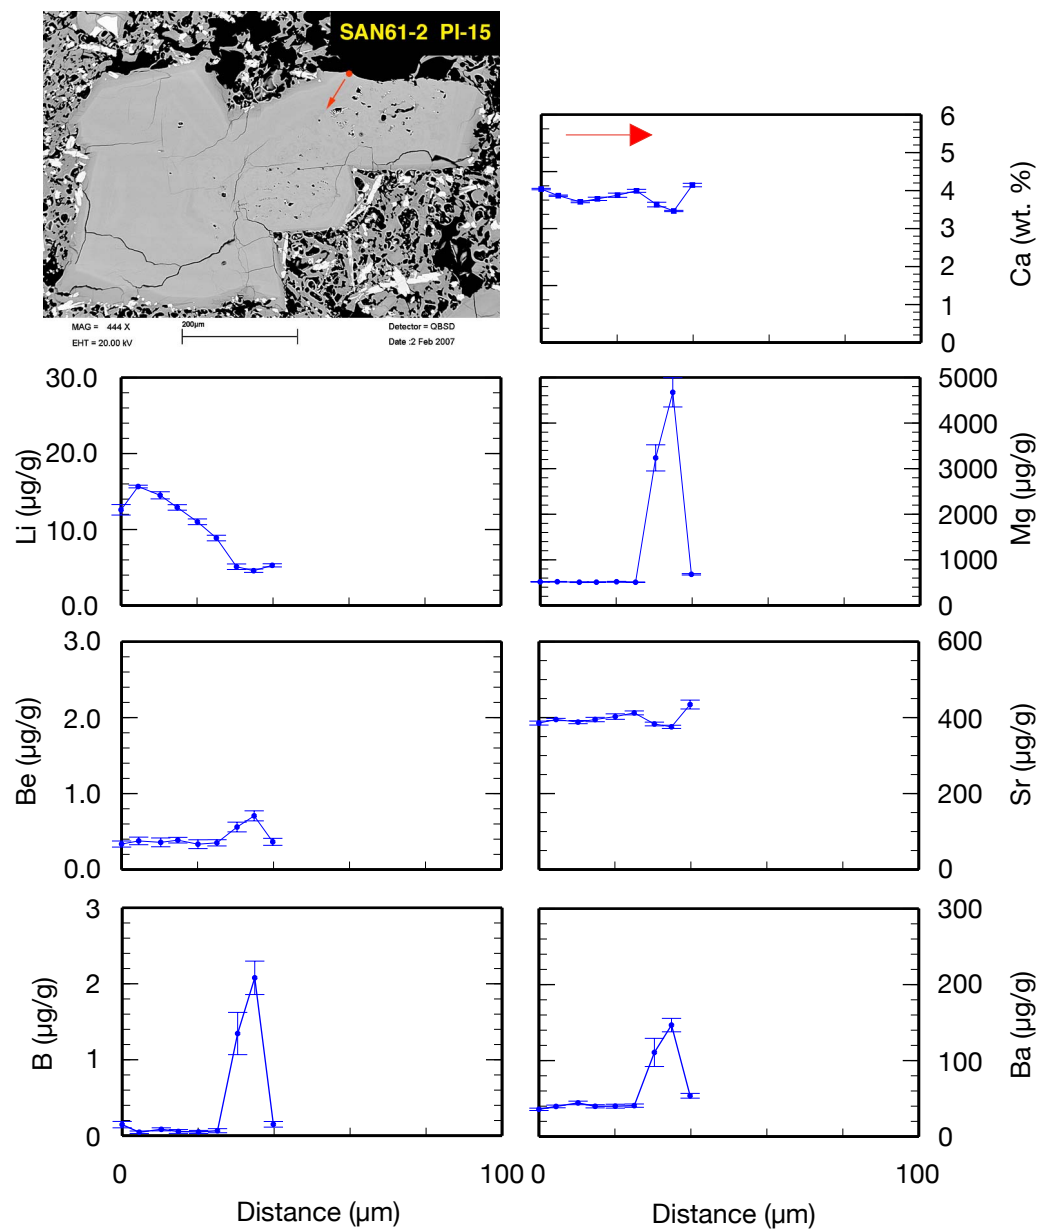 SAN61-2 PI-15
MAG = 444 X
200µm
Detector = QBSD
EHT = 20.00 kV
Date :2 Feb 2007
6
5
4
3
2
1
0
Ca (wt. %)
30.0
20.0
10.0
0.0
Li (µg/g)
5000
4000
3000
2000
1000
0
Mg (µg/g)
3.0
2.0
1.0
0.0
Be (µg/g)
600
400
200
0
Sr (µg/g)
3
2
1
0
B (µg/g)
300
200
100
0
Ba (µg/g)
0 100
Distance (µm)
0 100
Distance (µm)